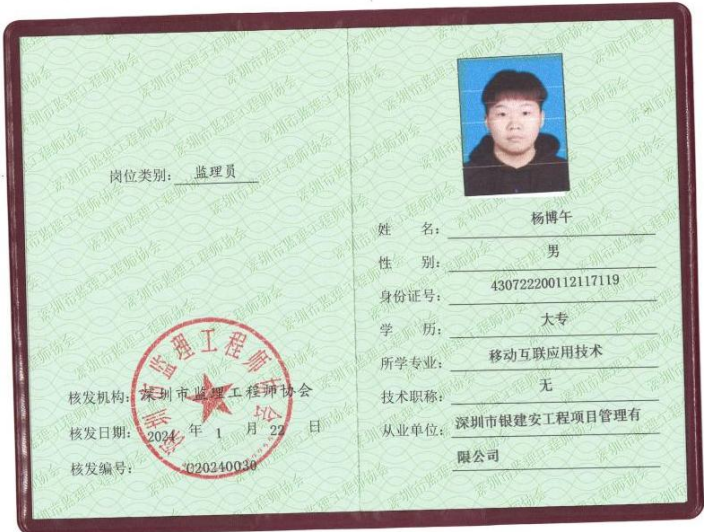 岗位类别：监理员
核发机构：深圳市监理工程师协会
核发日期：2024 年 1 月 22 日
核发编号：C20240030
深圳市监理工程师协会
姓 名：杨博午
性 别：男
身份证号：430722200112117119
学 历：大专
所学专业：移动互联应用技术
技术职称：无
从业单位：深圳市银建安工程项目管理有
限公司